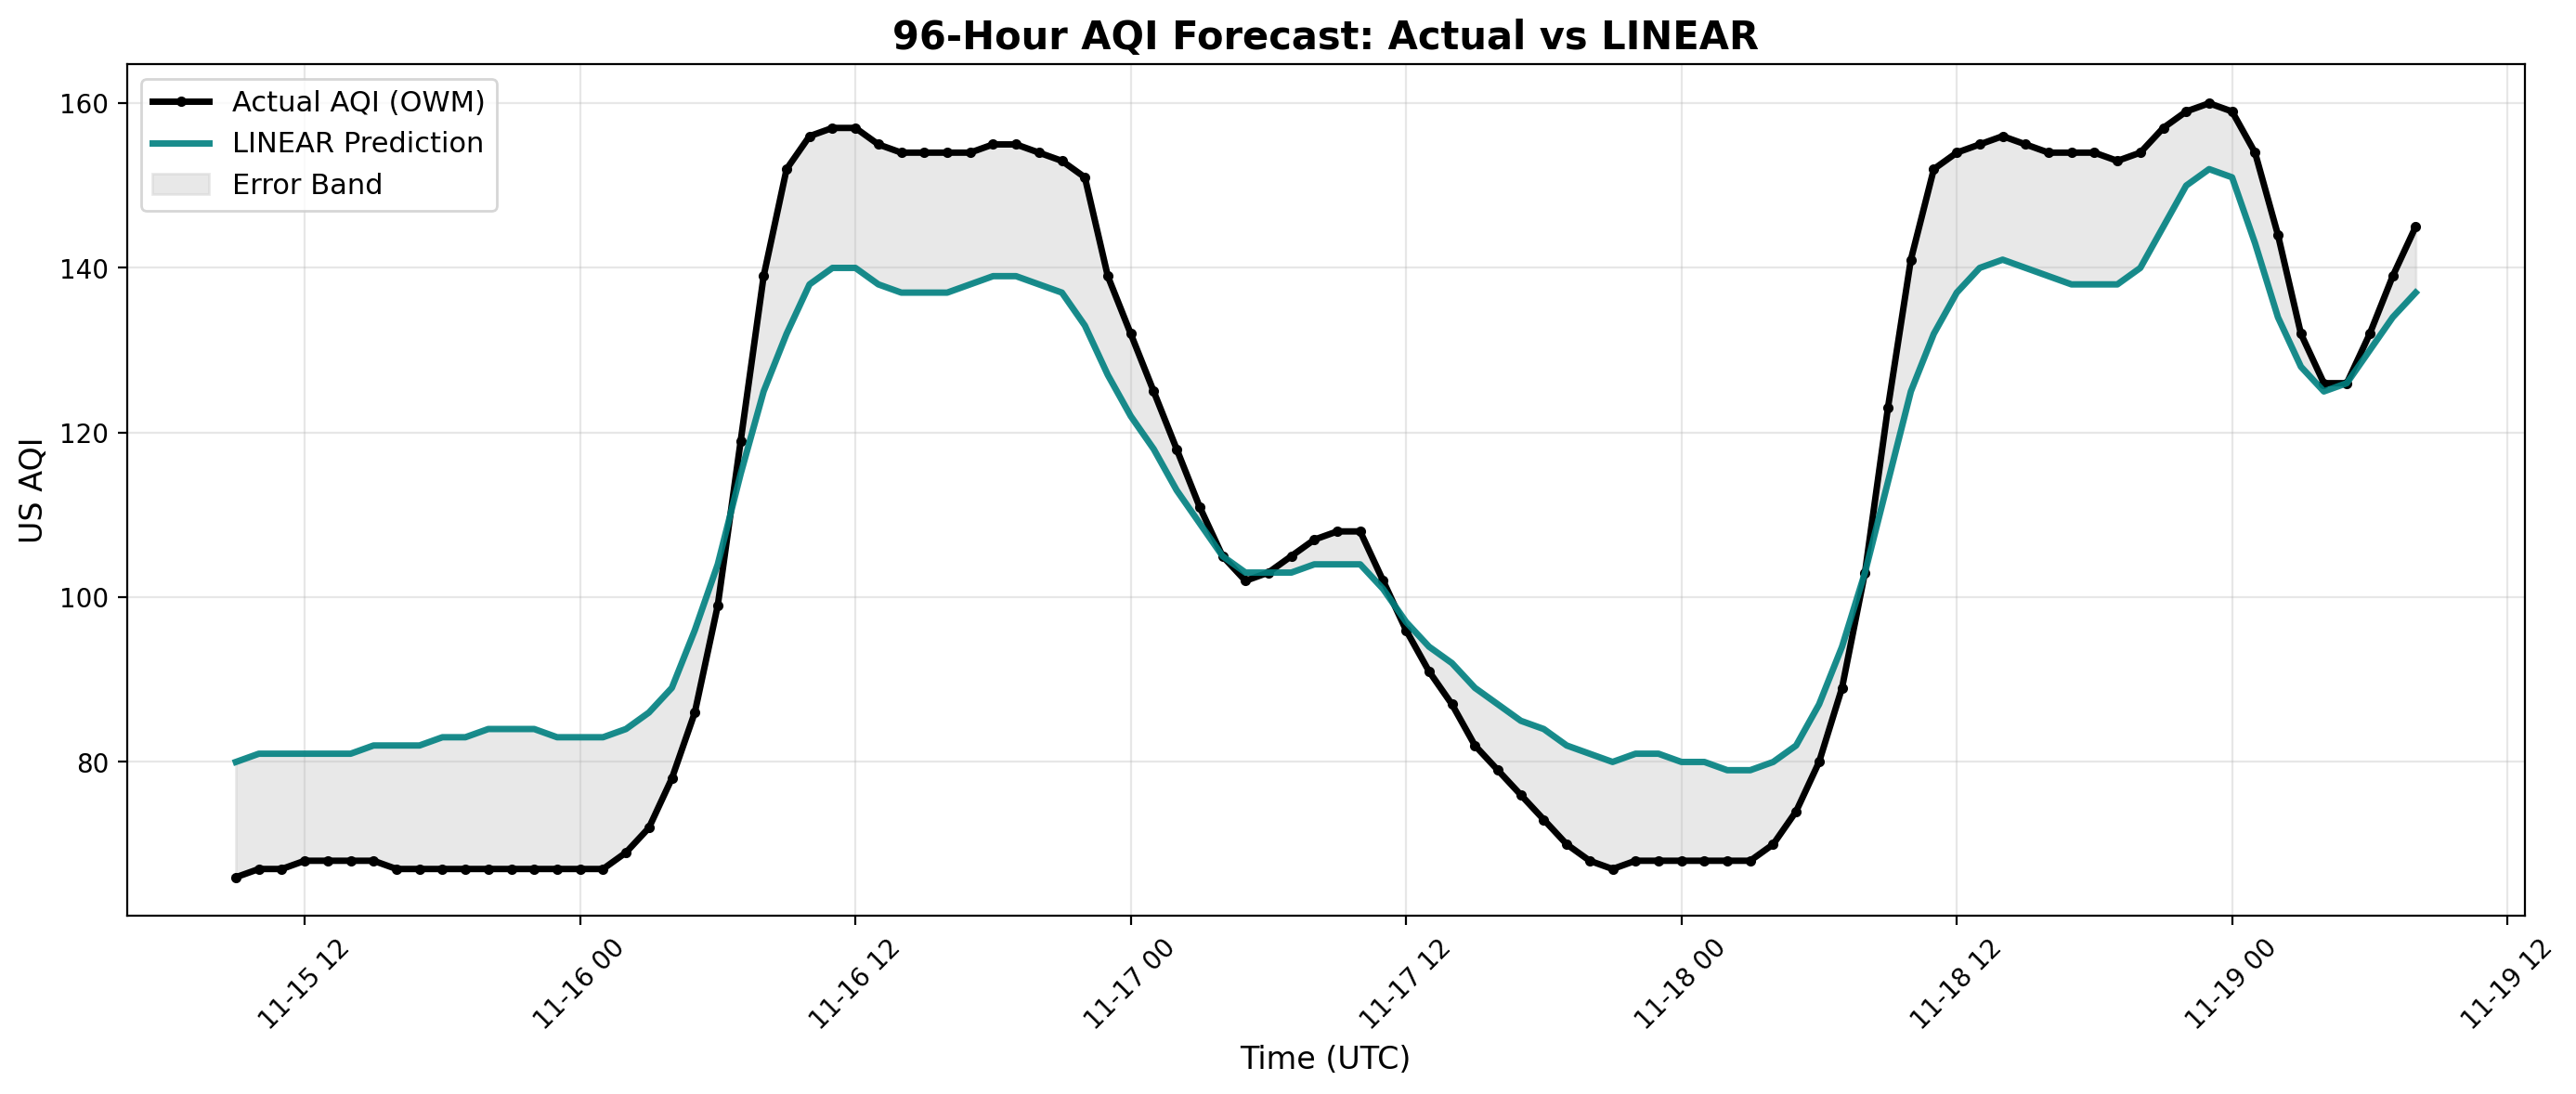 96-Hour AQI Forecast: Actual vs LINEAR
Actual AQI (OWM)
LINEAR Prediction
Error Band
US AQI
160
140
120
100
80
11-15 12
11-16 00
11-16 12
11-17 00
11-17 12
11-18 00
11-18 12
11-19 00
11-19 12
Time (UTC)